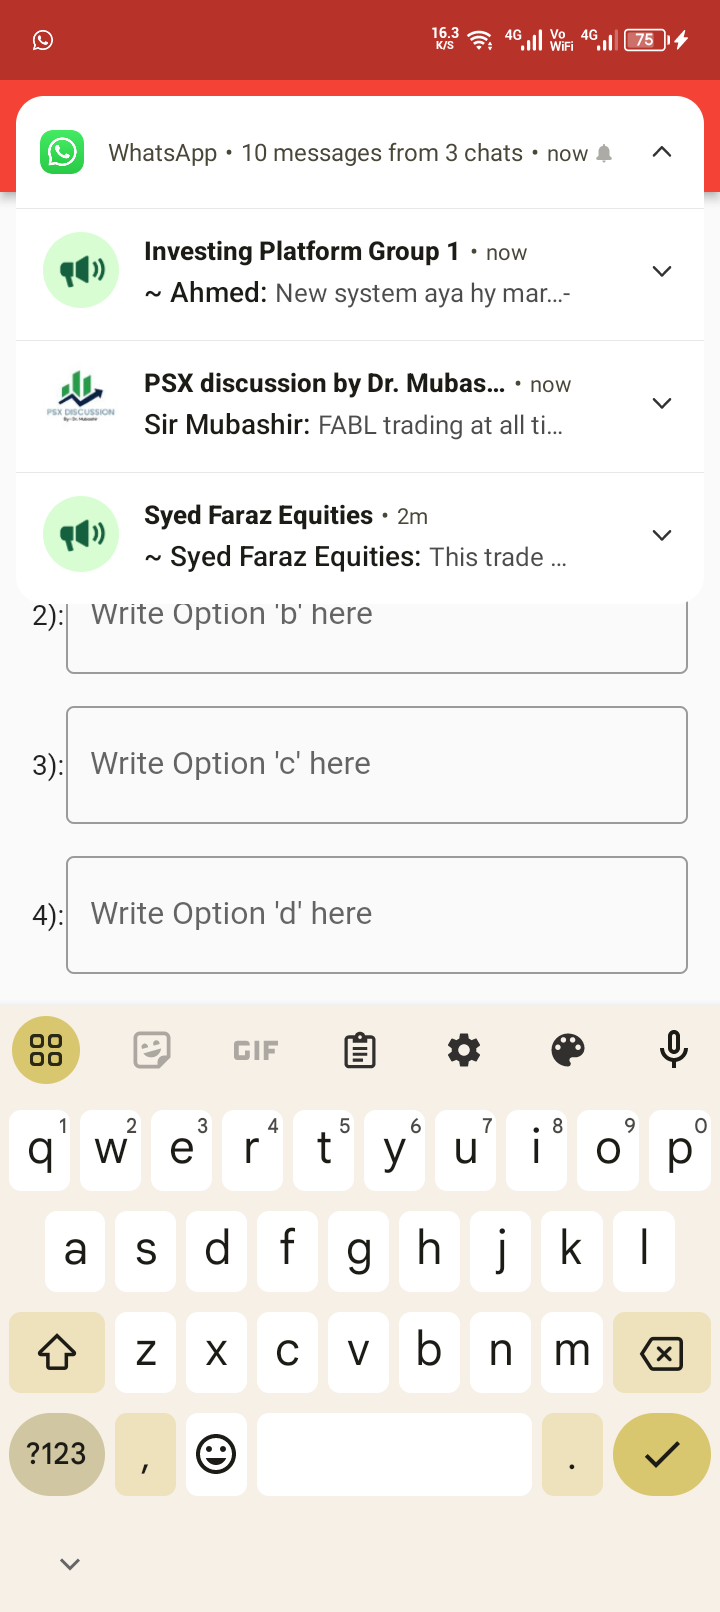 16.3
K/S
4G
Vo
WiFi
4G
75
WhatsApp • 10 messages from 3 chats • now
Investing Platform Group 1 • now
~ Ahmed: New system aya hy mar...-
PSX DISCUSSION
PSX discussion by Dr. Mubas... • now
Sir Mubashir: FABL trading at all ti...
Syed Faraz Equities • 2m
~ Syed Faraz Equities: This trade ...
2):
Write Option 'b' here
3):
Write Option 'c' here
4):
Write Option 'd' here
GIF
q 1 w 2 e 3 r 4 t 5 y 6 u 7 i 8 o 9 p 0
a s d f g h j k l
z x c v b n m
?123 , .